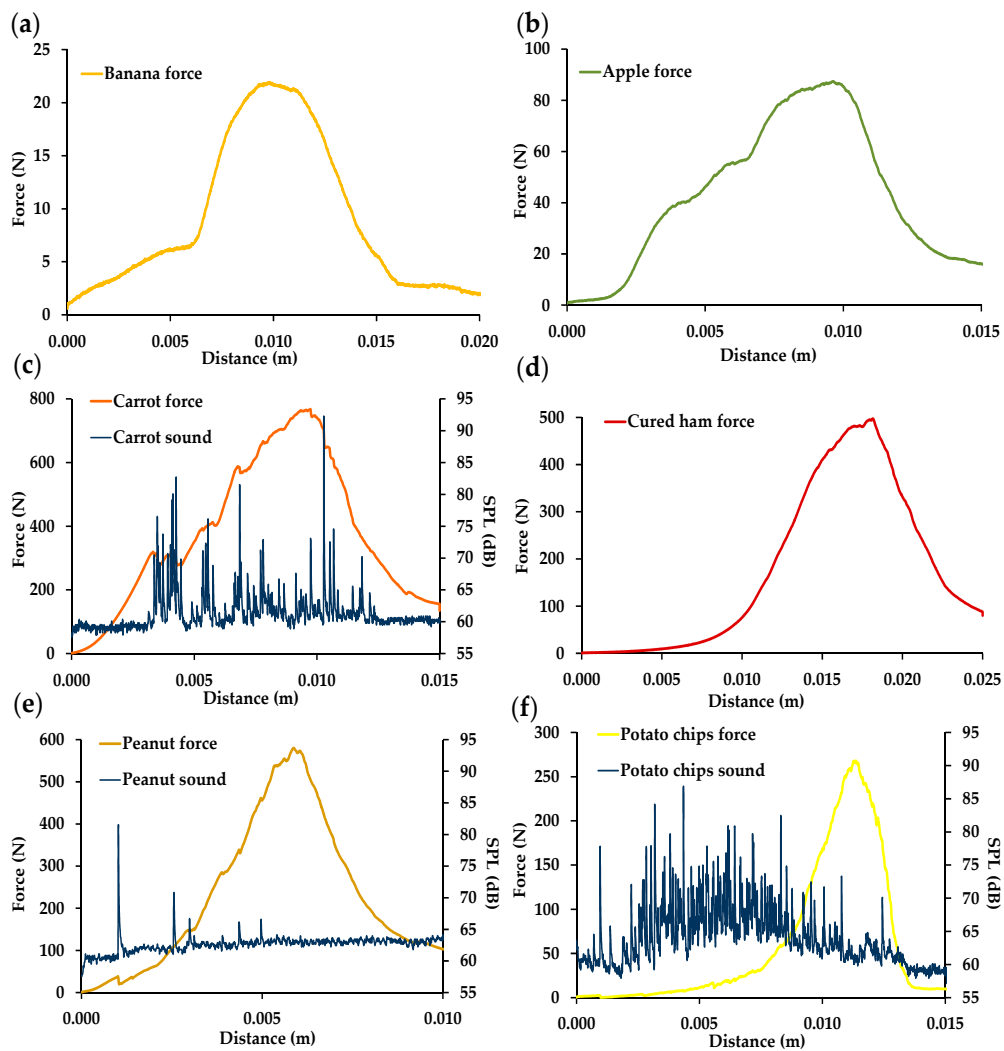 (a)
Banana force
Force (N)
25
20
15
10
5
0
0.000 0.005 0.010 0.015 0.020
Distance (m)
(b)
Apple force
Force (N)
100
80
60
40
20
0
0.000 0.005 0.010 0.015
Distance (m)
(c)
Carrot force
Carrot sound
Force (N)
800
600
400
200
0
95
90
85
80
75
70
65
60
55
SPL (dB)
0.000 0.005 0.010 0.015
Distance (m)
(d)
Cured ham force
Force (N)
500
400
300
200
100
0
0.000 0.005 0.010 0.015 0.020 0.025
Distance (m)
(e)
Peanut force
Peanut sound
Force (N)
600
500
400
300
200
100
0
95
90
85
80
75
70
65
60
55
SPL (dB)
0.000 0.005 0.010
Distance (m)
(f)
Potato chips force
Potato chips sound
Force (N)
300
250
200
150
100
50
0
95
90
85
80
75
70
65
60
55
SPL (dB)
0.000 0.005 0.010 0.015
Distance (m)